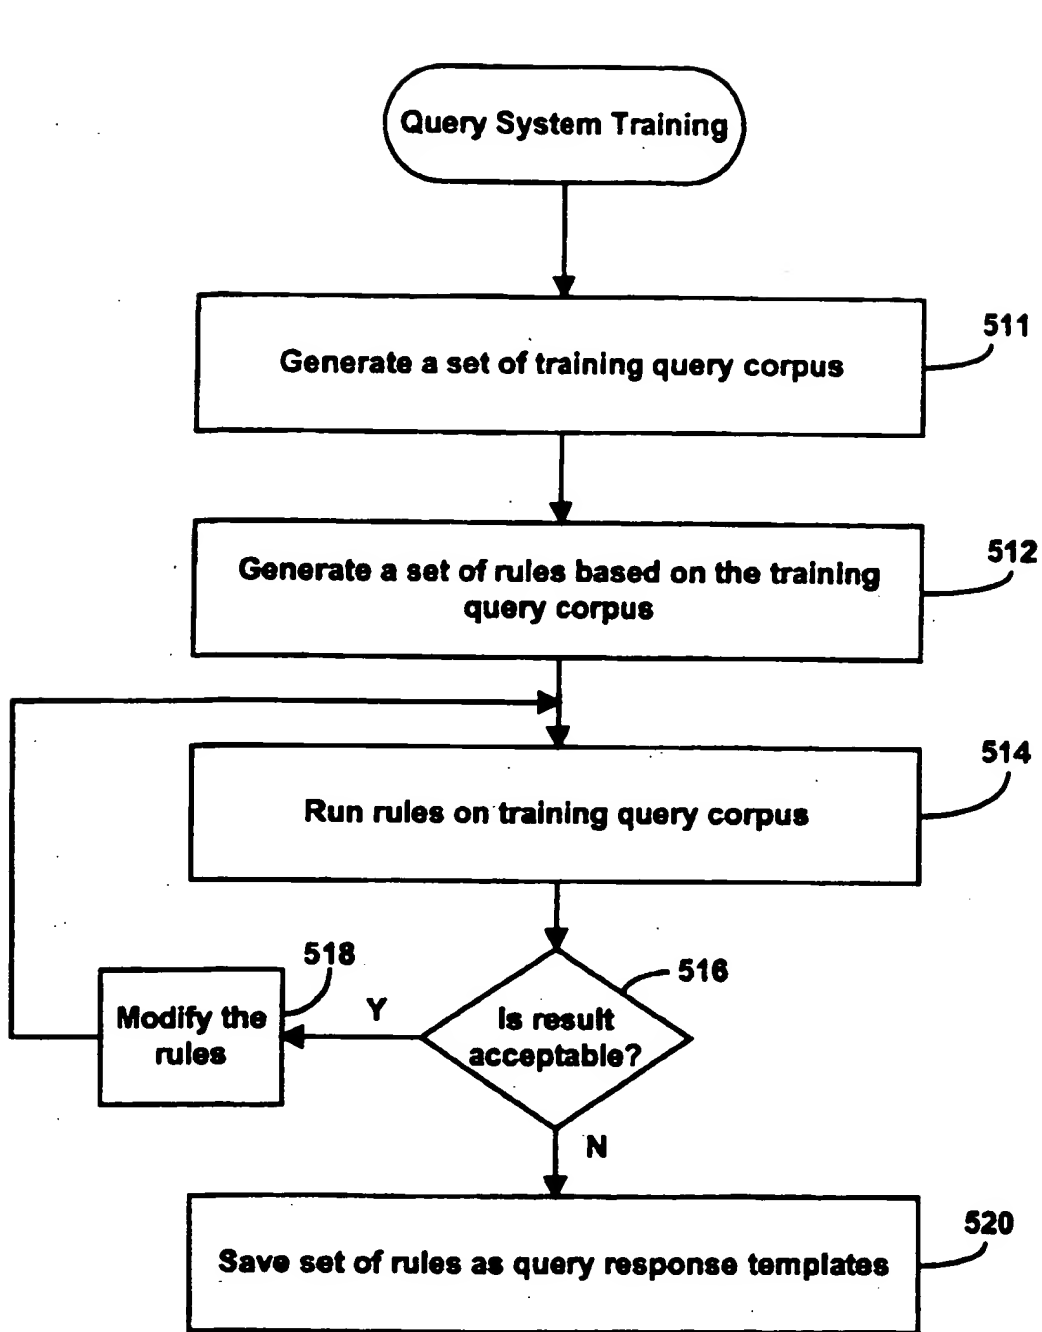 Query System Training
511
Generate a set of training query corpus
512
Generate a set of rules based on the training
query corpus
514
Run rules on training query corpus
518
516
Y
Modify the
rules
Is result
acceptable?
N
520
Save set of rules as query response templates